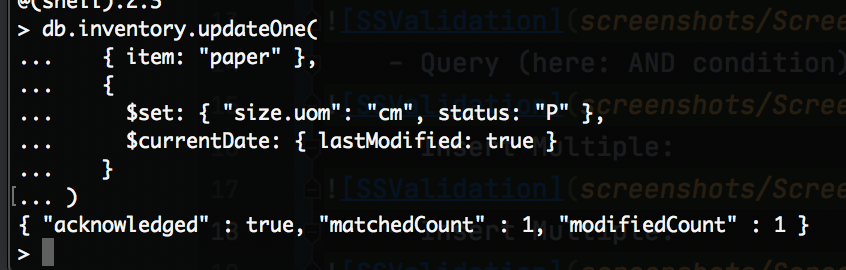 @(shell):2:5
> db.inventory.updateOne(
...    { item: "paper" },
...    {
...      $set: { "size.uom": "cm", status: "P" },
...      $currentDate: { lastModified: true }
...    }
[... )
{ "acknowledged" : true, "matchedCount" : 1, "modifiedCount" : 1 }
>
![SSValidation](screenshots/Scree
- Query (here: AND condition)
![SSValidation](screenshots/Scree
Insert Multiple:
17 ![SSValidation](screenshots/Scree
18 Insert Multiple:
![SSValidation](screenshots/Scree